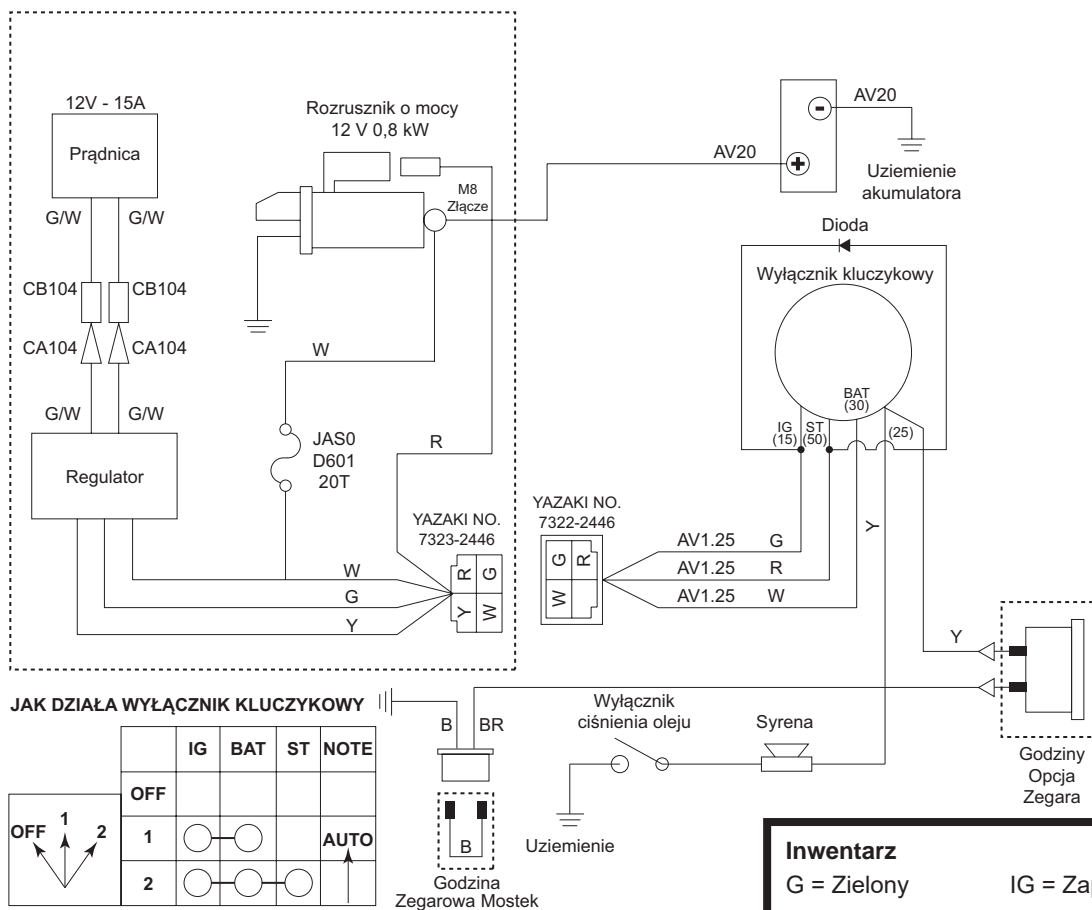 12V - 15A
Prądnica
G/W G/W
CB104 CB104
CA104 CA104
G/W G/W
Regulator
Rozrusznik o mocy
12 V 0,8 kW
M8
Złącze
W
JAS0
D601
20T
R
YAZAKI NO.
7323-2446
R G
Y W
W
G
Y
AV20
AV20
-
+
Uziemienie
akumulatora
Dioda
Wyłącznik kluczykowy
BAT
(30)
IG
(15)
ST
(50)
(25)
YAZAKI NO.
7322-2446
G R
W
AV1.25 G
AV1.25 R
AV1.25 W
Y
Y
Godziny
Opcja
Zegara
JAK DZIAŁA WYŁĄCZNIK KLUCZYKOWY
IG BAT ST NOTE
OFF
1 AUTO
2
OFF 1 2
B BR
B
Godzina
Zegarowa Mostek
Wyłącznik
ciśnienia oleju
Syrena
Uziemienie
Inwentarz
G = Zielony